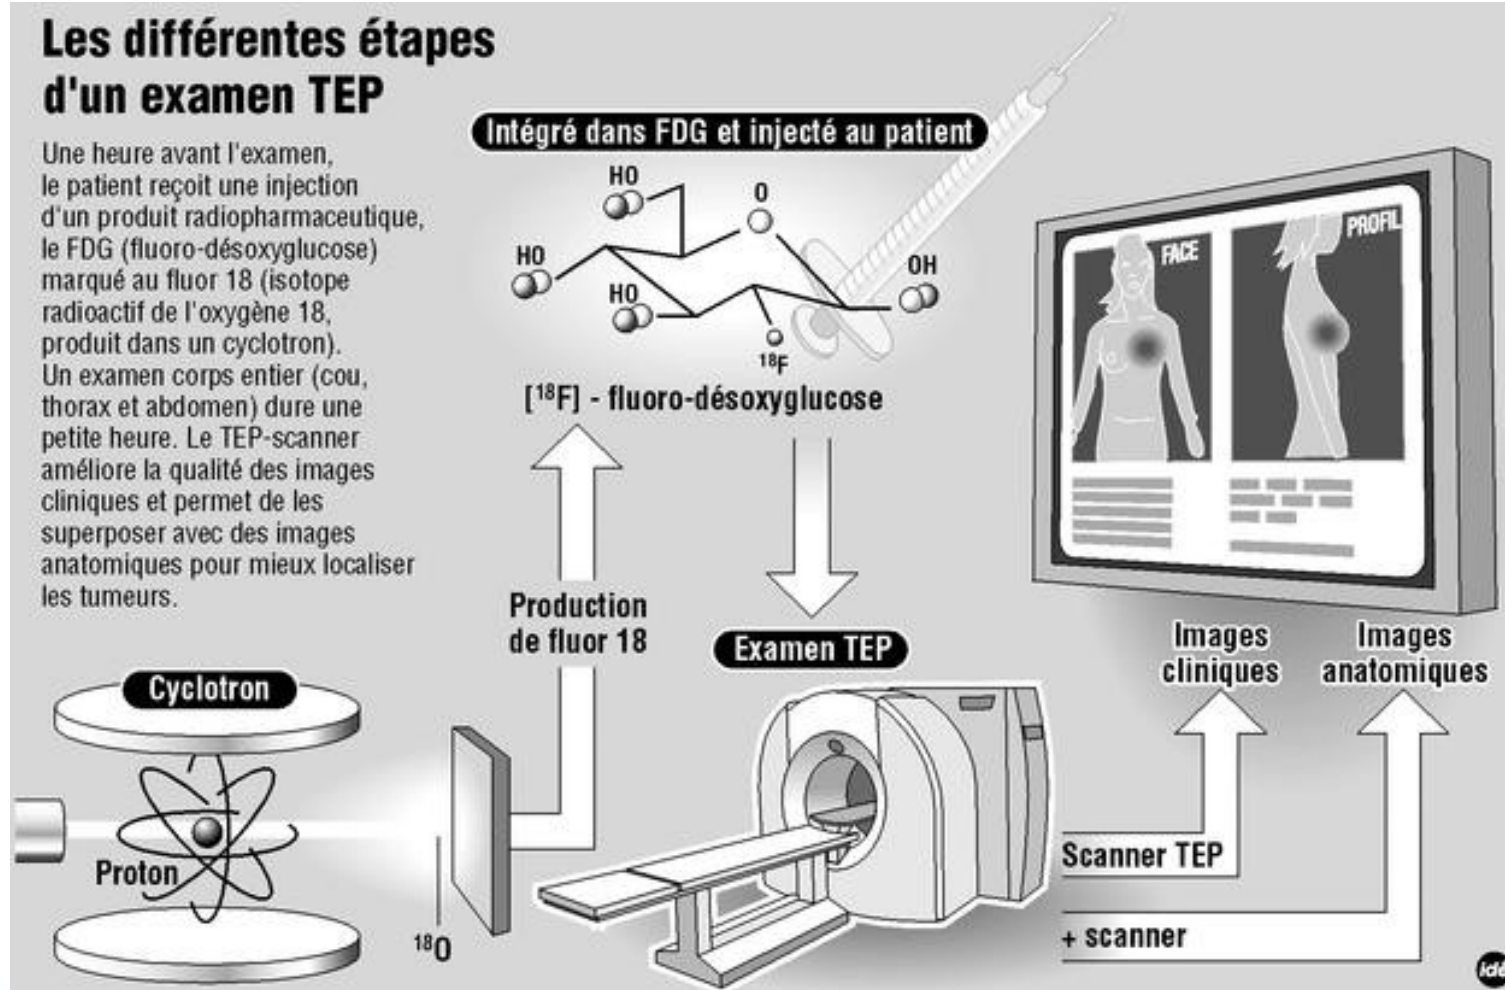 Les différentes étapes
d'un examen TEP
Une heure avant l'examen,
le patient reçoit une injection
d'un produit radiopharmaceutique,
le FDG (fluoro-désoxyglucose)
marqué au fluor 18 (isotope
radioactif de l'oxygène 18,
produit dans un cyclotron).
Un examen corps entier (cou,
thorax et abdomen) dure une
petite heure. Le TEP-scanner
améliore la qualité des images
cliniques et permet de les
superposer avec des images
anatomiques pour mieux localiser
les tumeurs.
Intégré dans FDG et injecté au patient
HO
O
HO
HO
OH
¹⁸F
[¹⁸F] - fluoro-désoxyglucose
FACE
PROFIL
Production
de fluor 18
Examen TEP
Images
cliniques
Images
anatomiques
Cyclotron
Proton
¹⁸O
Scanner TEP
+ scanner
idé